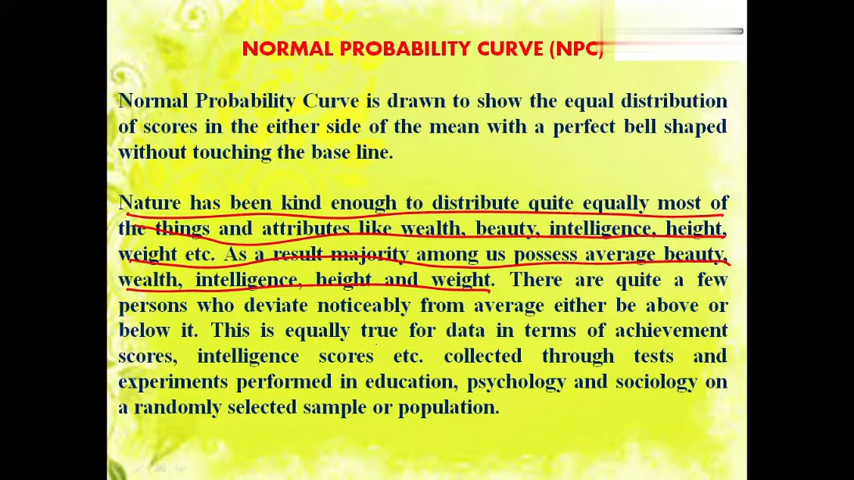 NORMAL PROBABILITY CURVE (NPC)
Normal Probability Curve is drawn to show the equal distribution
of scores in the either side of the mean with a perfect bell shaped
without touching the base line.
Nature has been kind enough to distribute quite equally most of
the things and attributes like wealth, beauty, intelligence, height,
weight etc. As a result majority among us possess average beauty,
wealth, intelligence, height and weight. There are quite a few
persons who deviate noticeably from average either be above or
below it. This is equally true for data in terms of achievement
scores, intelligence scores etc. collected through tests and
experiments performed in education, psychology and sociology on
a randomly selected sample or population.